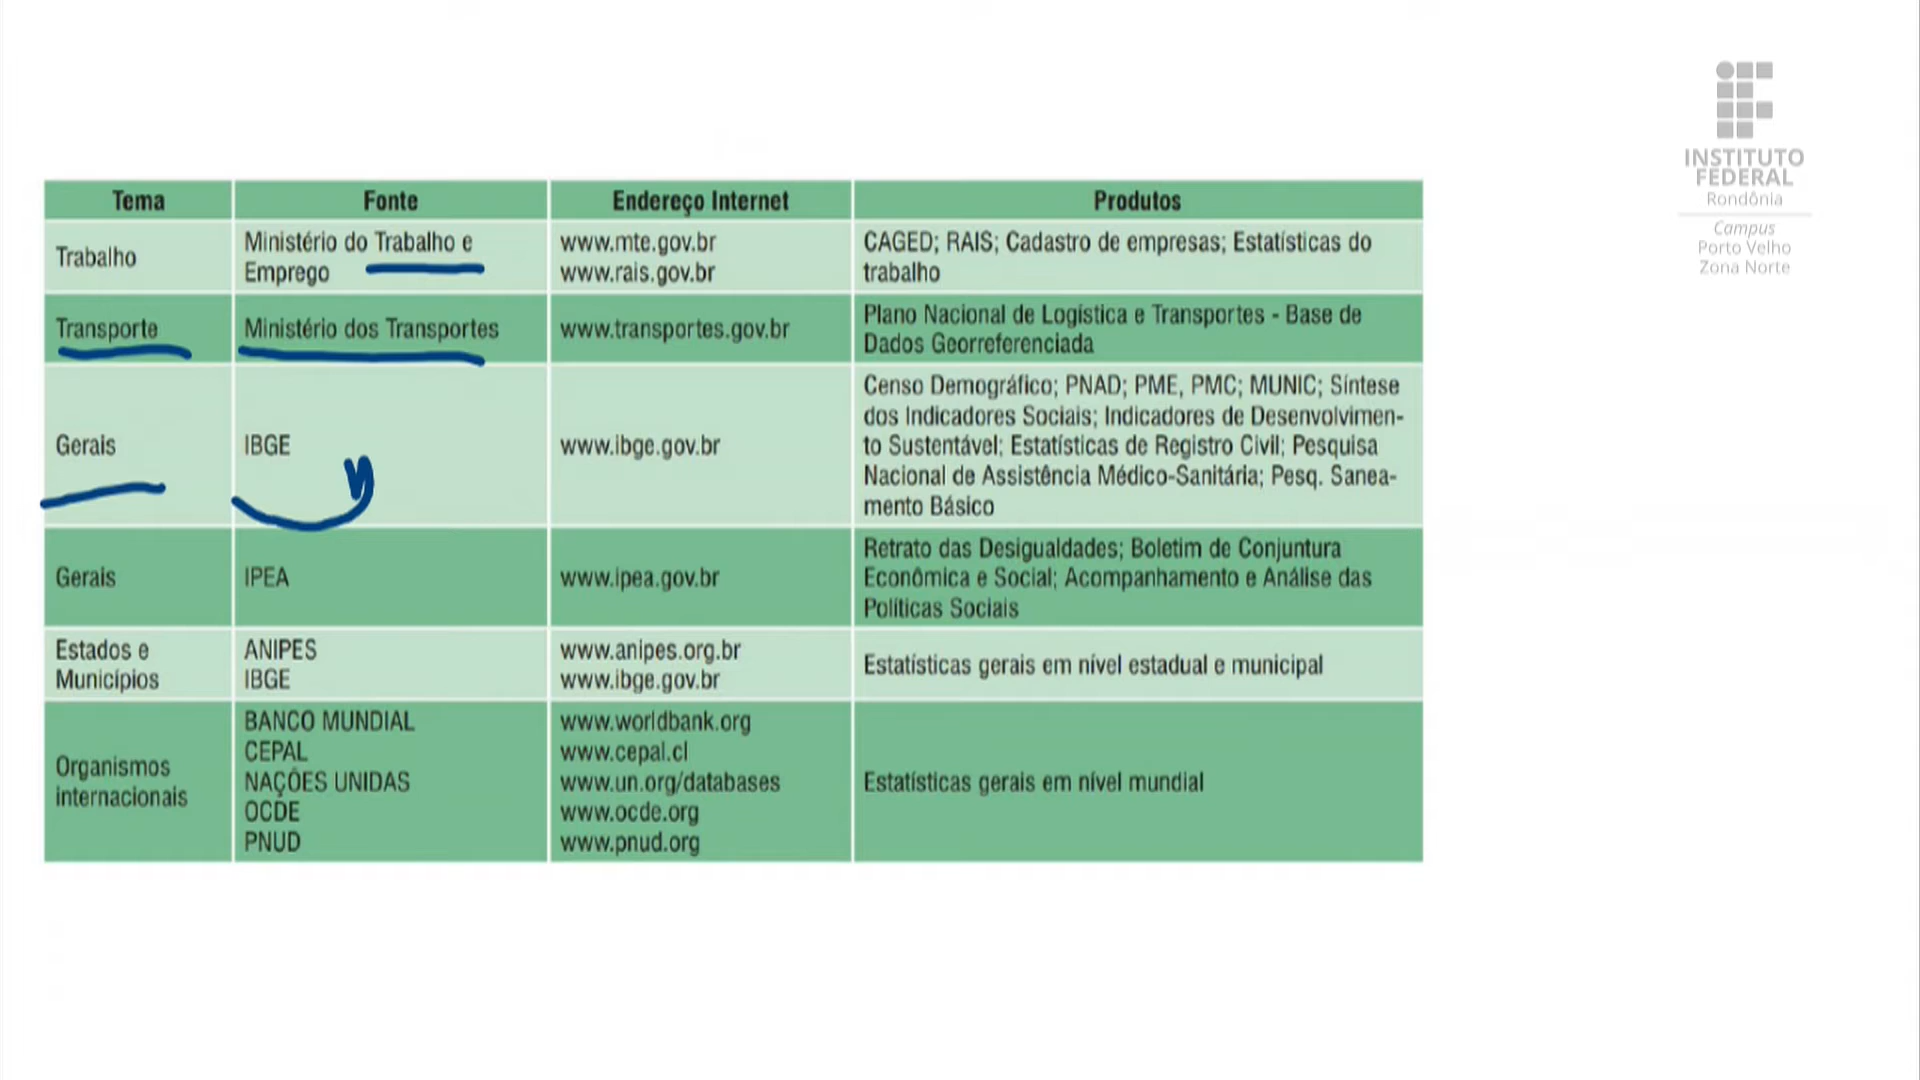 INSTITUTO
FEDERAL
Rondônia
Campus
Porto Velho
Zona Norte
Tema Fonte Endereço Internet Produtos
Trabalho
Ministério do Trabalho e
Emprego
www.mte.gov.br
www.rais.gov.br
CAGED; RAIS; Cadastro de empresas; Estatísticas do
trabalho
Transporte
Ministério dos Transportes
www.transportes.gov.br
Plano Nacional de Logística e Transportes - Base de
Dados Georreferenciada
Gerais
IBGE
www.ibge.gov.br
Censo Demográfico; PNAD; PME, PMC; MUNIC; Síntese
dos Indicadores Sociais; Indicadores de Desenvolvimen-
to Sustentável; Estatísticas de Registro Civil; Pesquisa
Nacional de Assistência Médico-Sanitária; Pesq. Sanea-
mento Básico
Gerais
IPEA
www.ipea.gov.br
Retrato das Desigualdades; Boletim de Conjuntura
Econômica e Social; Acompanhamento e Análise das
Políticas Sociais
Estados e
Municípios
ANIPES
IBGE
www.anipes.org.br
www.ibge.gov.br
Estatísticas gerais em nível estadual e municipal
Organismos
internacionais
BANCO MUNDIAL
CEPAL
NAÇÕES UNIDAS
OCDE
PNUD
www.worldbank.org
www.cepal.cl
www.un.org/databases
www.ocde.org
www.pnud.org
Estatísticas gerais em nível mundial